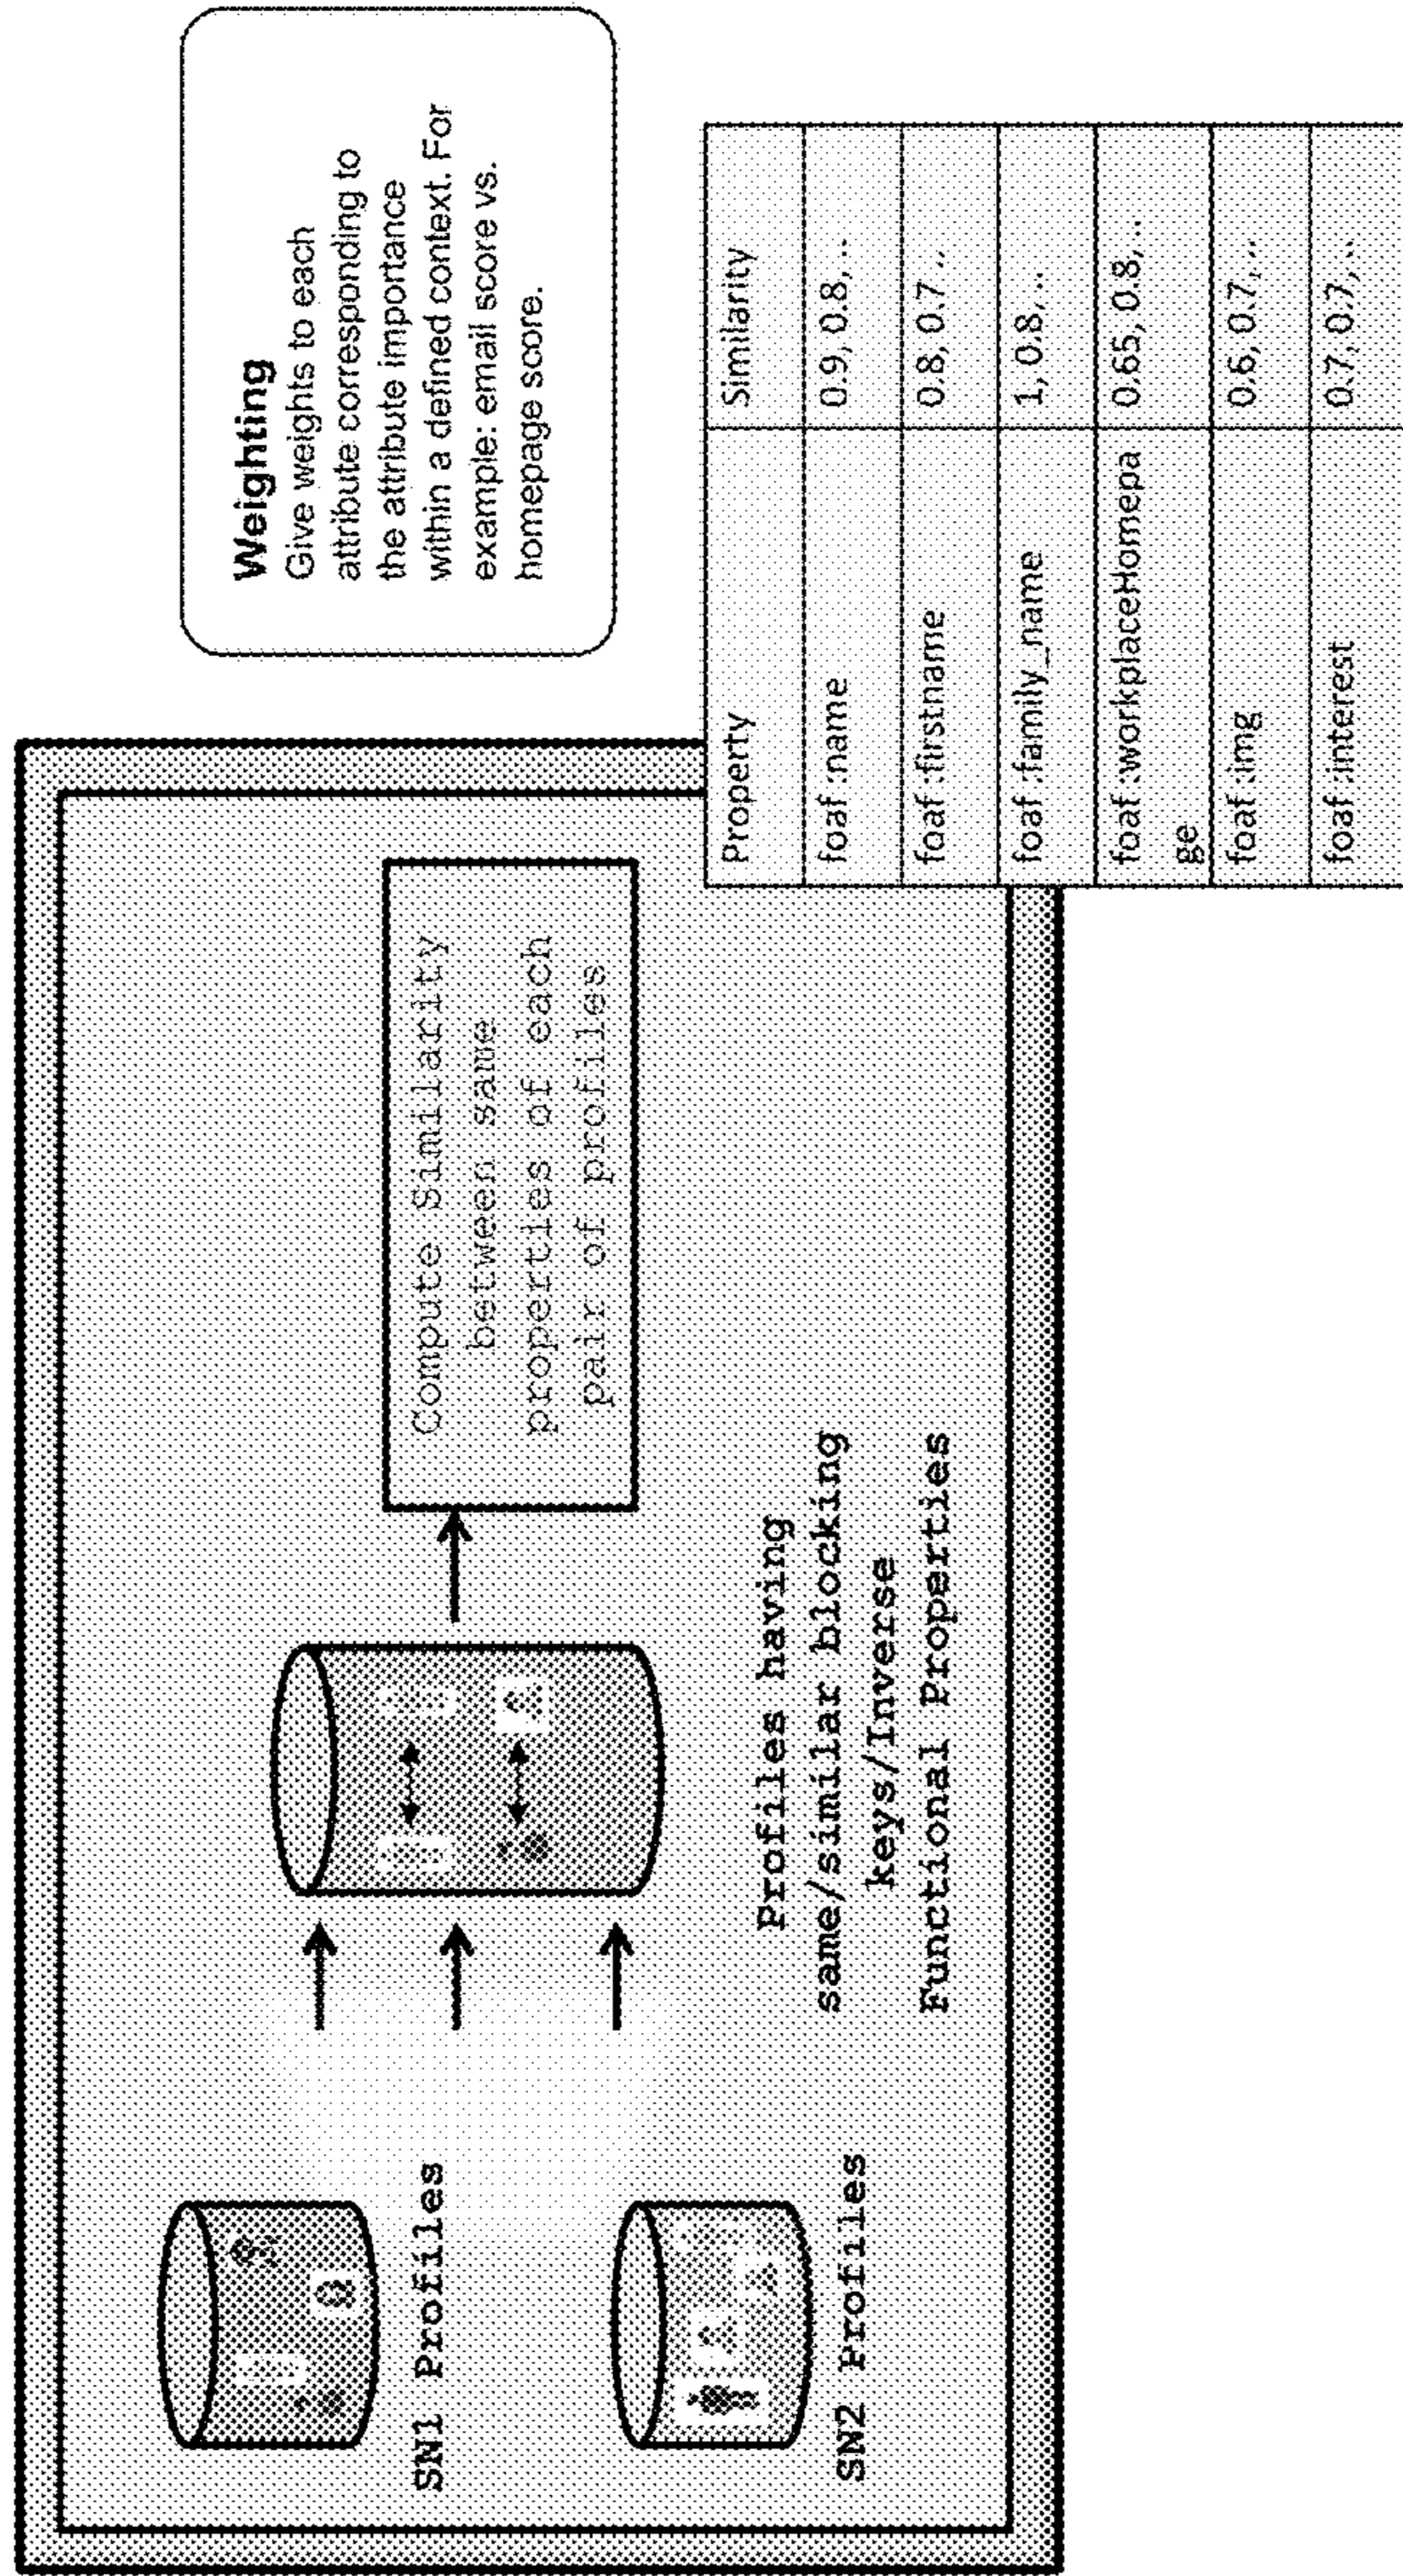 SN1 Profiles
SN2 Profiles
Profiles having
same/similar blocking
keys/Inverse
Functional Properties
Compute Similarity
between same
properties of each
pair of profiles
Weighting
Give weights to each
attribute corresponding to
the attribute importance
within a defined context. For
example: email score vs.
homepage score.
Property Similarity
foaf :name 0.9, 0.8,..
foaf :firstname 0.8, 0.7 ..
foaf :family_name 1, 0.8, ..
foaf :workplaceHomepa 0.65, 0.8,..
ge
foaf :img 0.6, 0.7,..
foaf :interest 0.7, 0.7, ..